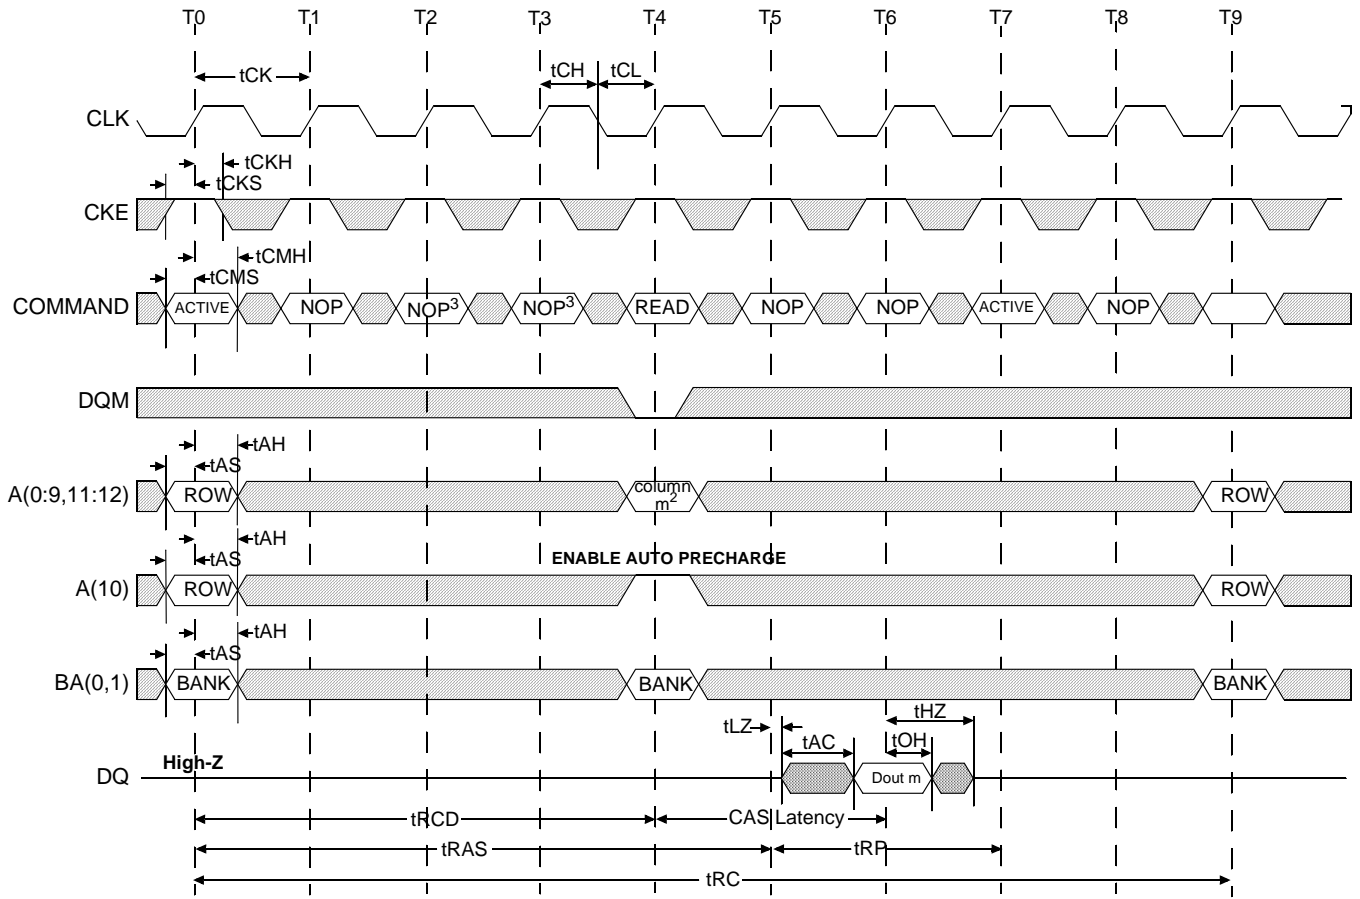 T0 T1 T2 T3 T4 T5 T6 T7 T8 T9
tCK tCH tCL
CLK
tCKH
tCKS
CKE
tCMH
tCMS
COMMAND ACTIVE NOP NOP3 NOP3 READ NOP NOP ACTIVE NOP
DQM
tAH
tAS
A(0:9,11:12) ROW column m2 ROW
tAH
tAS ENABLE AUTO PRECHARGE
A(10) ROW ROW
tAH
tAS
BA(0,1) BANK BANK BANK
tHZ
tLZ tAC tOH
High-Z
DQ Dout m
tRCD CAS Latency
tRAS tRP
tRC